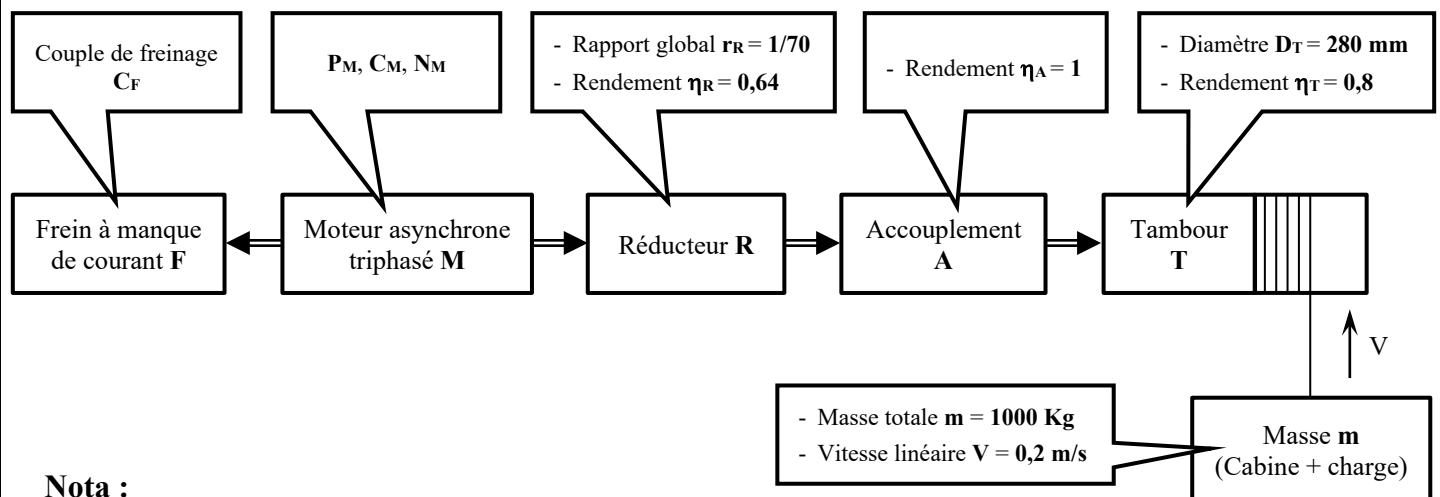 Couple de freinage
CF
PM, CM, NM
- Rapport global rR = 1/70
- Rendement ηR = 0,64
- Rendement ηA = 1
- Diamètre DT = 280 mm
- Rendement ηT = 0,8
Frein à manque
de courant F
Moteur asynchrone
triphasé M
Réducteur R
Accouplement
A
Tambour
T
V
- Masse totale m = 1000 Kg
- Vitesse linéaire V = 0,2 m/s
Masse m
(Cabine + charge)
Nota :